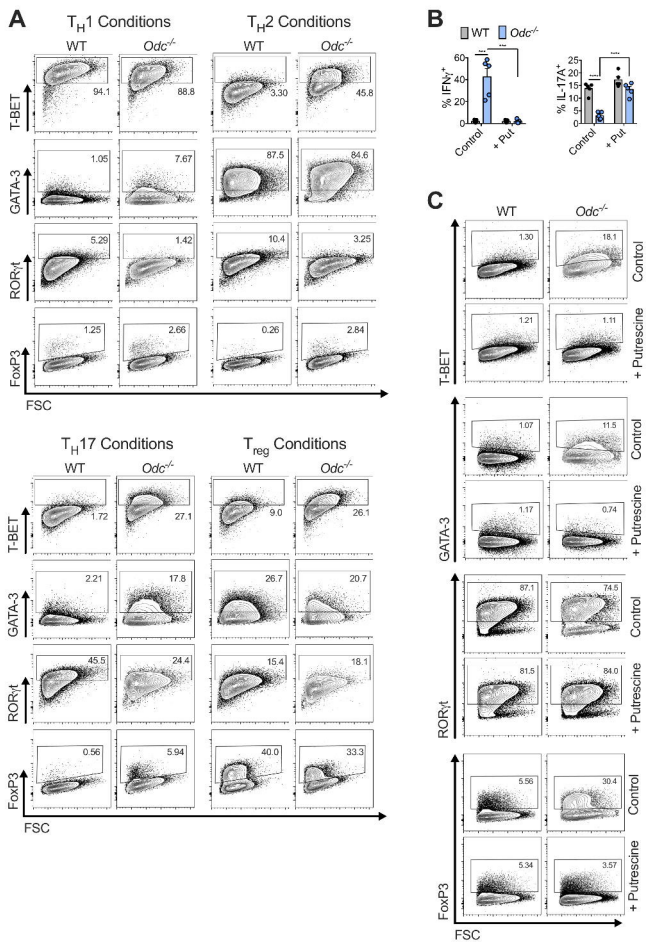 A
T_H1 Conditions
T_H2 Conditions
WT
Odc-/-
WT
Odc-/-
T-BET
94.1
88.8
3.30
45.8
GATA-3
1.05
7.67
87.5
84.6
RORγt
5.29
1.42
10.4
3.25
FoxP3
1.25
2.66
0.26
2.84
FSC
T_H17 Conditions
T_reg Conditions
WT
Odc-/-
WT
Odc-/-
T-BET
1.72
27.1
9.0
26.1
GATA-3
2.21
17.8
26.7
20.7
RORγt
45.5
24.4
15.4
18.1
FoxP3
0.56
5.94
40.0
33.3
FSC
B
WT
Odc-/-
% IFNγ+
60
40
20
0
***
***
Control
+ Put
% IL-17A+
25
20
15
10
5
0
****
****
Control
+ Put
C
WT
Odc-/-
T-BET
1.30
18.1
Control
1.21
1.11
+ Putrescine
GATA-3
1.07
11.5
Control
1.17
0.74
+ Putrescine
RORγt
87.1
74.5
Control
81.5
84.0
+ Putrescine
FoxP3
5.56
30.4
Control
5.34
3.57
+ Putrescine
FSC